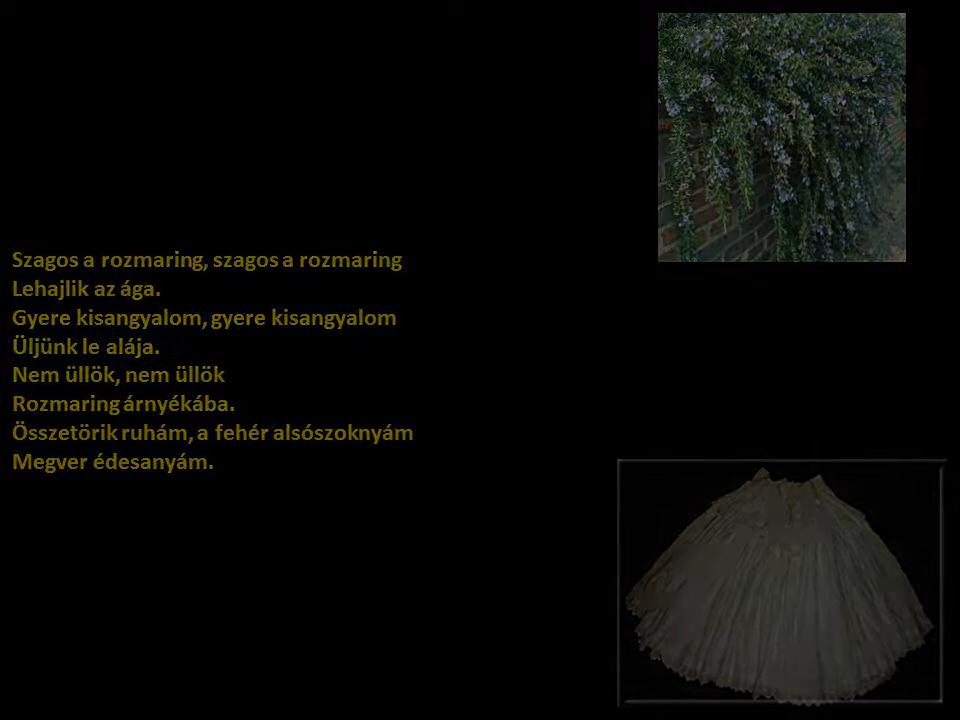 Szagos a rozmaring, szagos a rozmaring
Lehajlik az ága.
Gyere kisangyalom, gyere kisangyalom
Üljünk le alája.
Nem üllök, nem üllök
Rozmaring árnyékába.
Összetörik ruhám, a fehér alsószoknyám
Megver édesanyám.